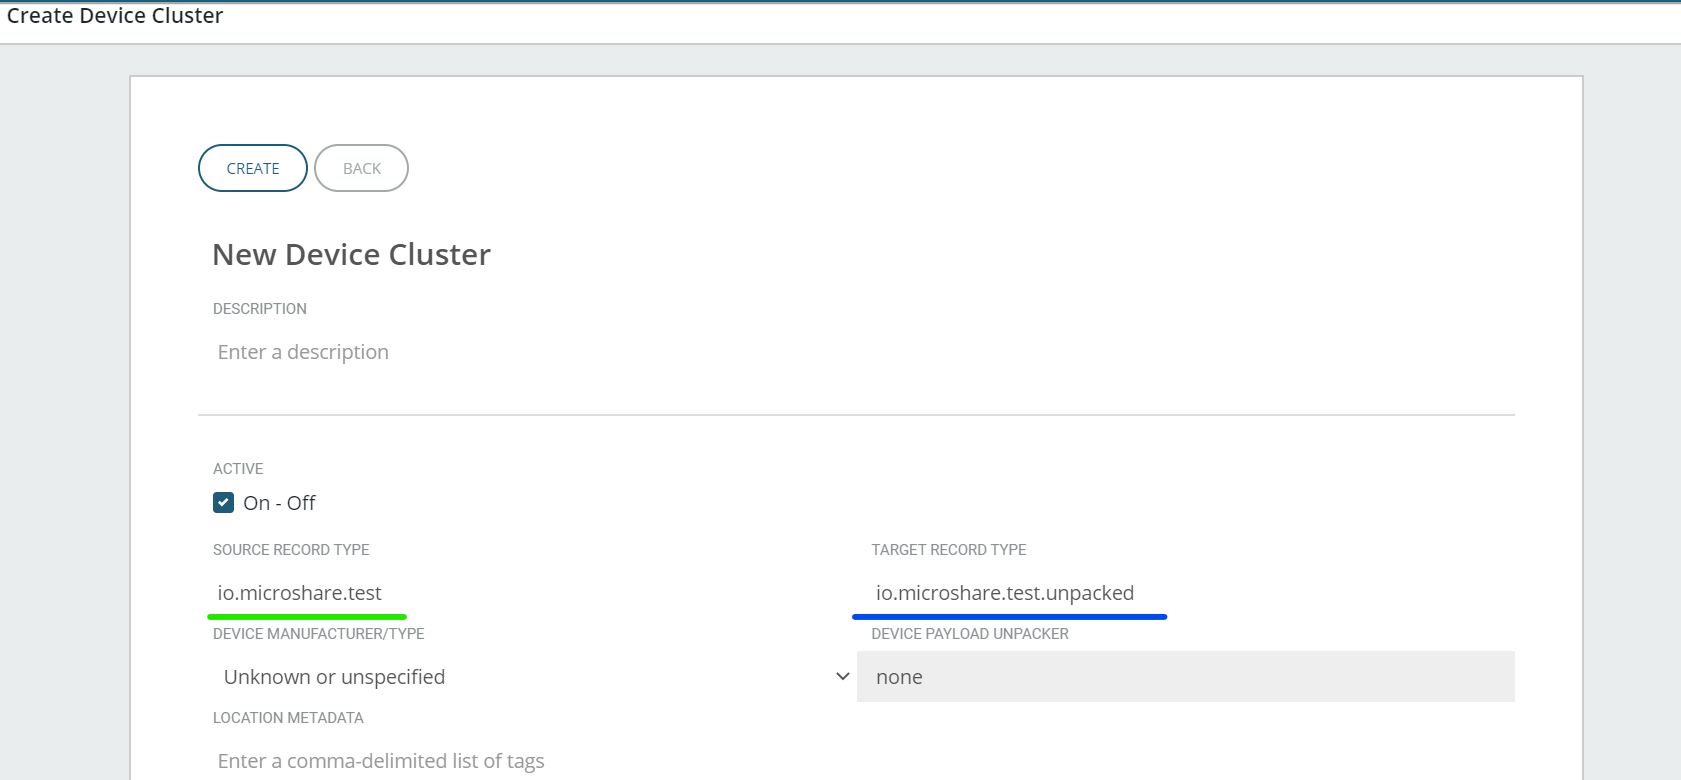 Create Device Cluster
CREATE BACK
New Device Cluster
DESCRIPTION
Enter a description
ACTIVE
On - Off
SOURCE RECORD TYPE TARGET RECORD TYPE
io.microshare.test io.microshare.test.unpacked
DEVICE MANUFACTURER/TYPE DEVICE PAYLOAD UNPACKER
Unknown or unspecified none
LOCATION METADATA
Enter a comma-delimited list of tags